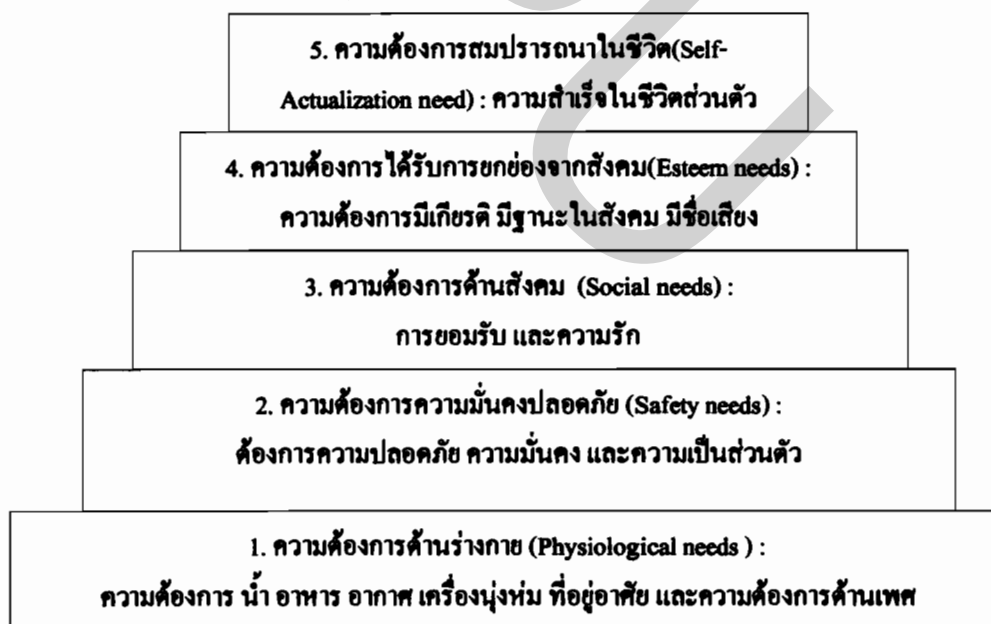 5. ความต้องการสมปรารถนาในชีวิต(Self-
Actualization need) : ความสำเร็จในชีวิตส่วนตัว
4. ความต้องการได้รับการยกย่องจากสังคม(Esteem needs) :
ความต้องการมีเกียรติ มีฐานะในสังคม มีชื่อเสียง
3. ความต้องการด้านสังคม (Social needs) :
การยอมรับ และความรัก
2. ความต้องการความมั่นคงปลอดภัย (Safety needs) :
ต้องการความปลอดภัย ความมั่นคง และความเป็นส่วนตัว
1. ความต้องการด้านร่างกาย (Physiological needs ) :
ความต้องการ น้ำ อาหาร อากาศ เครื่องนุ่งห่ม ที่อยู่อาศัย และความต้องการด้านเพศ